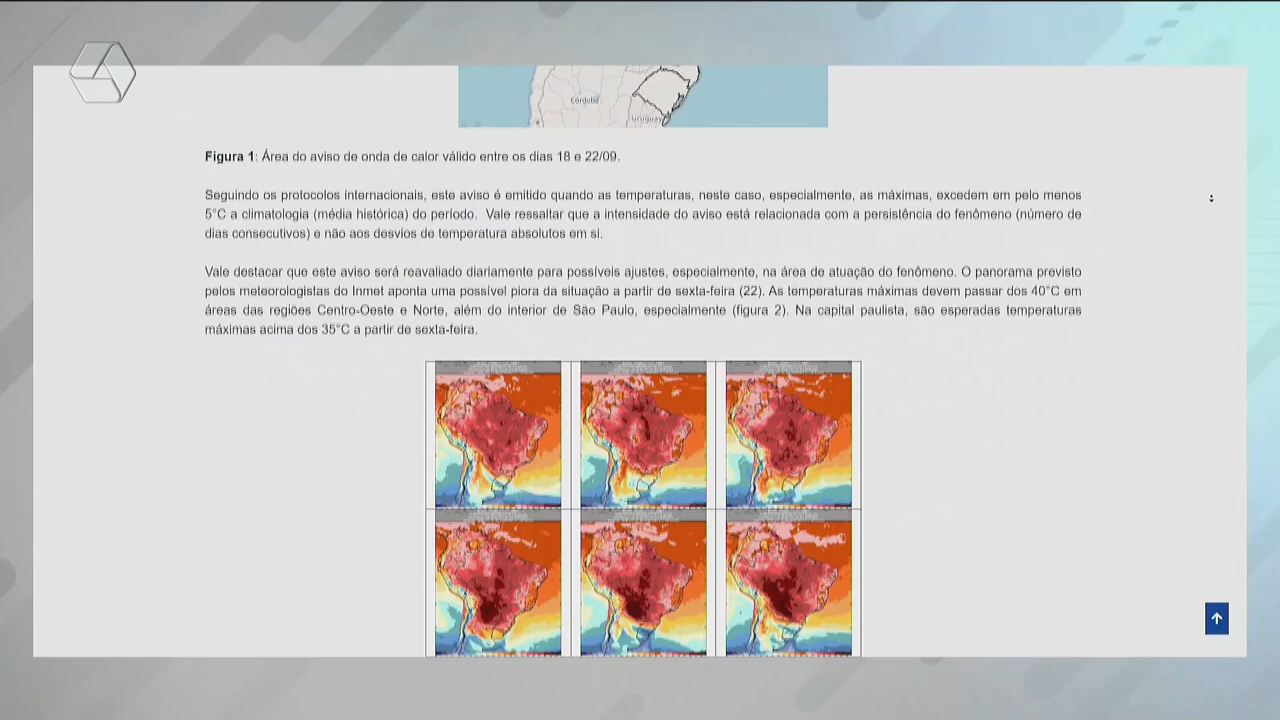 Córdoba
Uruguay
Figura 1: Área do aviso de onda de calor válido entre os dias 18 e 22/09.
Seguindo os protocolos internacionais, este aviso é emitido quando as temperaturas, neste caso, especialmente, as máximas, excedem em pelo menos
5°C a climatologia (média histórica) do período. Vale ressaltar que a intensidade do aviso está relacionada com a persistência do fenômeno (número de
dias consecutivos) e não aos desvios de temperatura absolutos em si.
Vale destacar que este aviso será reavaliado diariamente para possíveis ajustes, especialmente, na área de atuação do fenômeno. O panorama previsto
pelos meteorologistas do Inmet aponta uma possível piora da situação a partir de sexta-feira (22). As temperaturas máximas devem passar dos 40°C em
áreas das regiões Centro-Oeste e Norte, além do interior de São Paulo, especialmente (figura 2). Na capital paulista, são esperadas temperaturas
máximas acima dos 35°C a partir de sexta-feira.